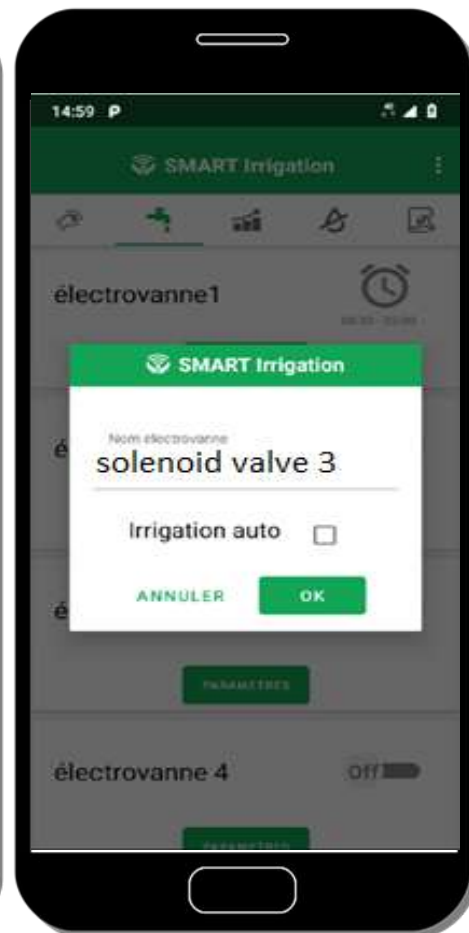 14:59 P
SMART Irrigation
électrovanne1
SMART Irrigation
Nom électrovanne
solenoid valve 3
Irrigation auto
ANNULER OK
é
é
PARAMETRES
électrovanne 4 Off
PARAMETRES